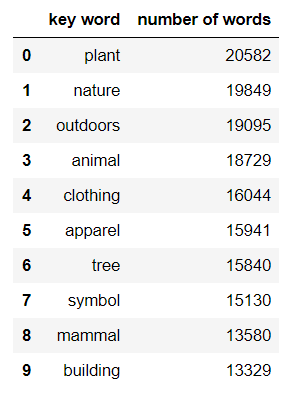 key word number of words
0 plant 20582
1 nature 19849
2 outdoors 19095
3 animal 18729
4 clothing 16044
5 apparel 15941
6 tree 15840
7 symbol 15130
8 mammal 13580
9 building 13329